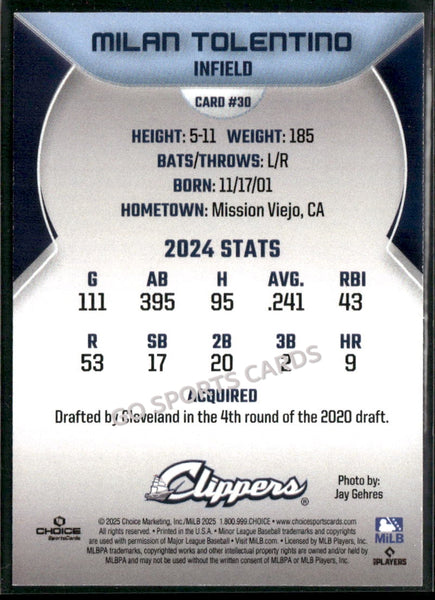 MILAN TOLENTINO
INFIELD
CARD #30
HEIGHT: 5-11 WEIGHT: 185
BATS/THROWS: L/R
BORN: 11/17/01
HOMETOWN: Mission Viejo, CA
2024 STATS
G AB H AVG. RBI
111 395 95 .241 43
R SB 2B 3B HR
53 17 20 2 9
GO SPORTS CARDS
ACQUIRED
Drafted by Cleveland in the 4th round of the 2020 draft.
Clippers®
Photo by:
Jay Gehres
CHOICE
SportsCards
© 2025 Choice Marketing, Inc./MiLB 2025 1.800.999.CHOICE • www.choicesportscards.com
All rights reserved. • Printed in the U.S.A. • Minor League Baseball trademarks and copyrights
are used with permission of Major League Baseball • Visit MiLB.com. • Licensed by MLB Players, Inc.
MLBPA trademarks, copyrighted works and other intellectual property rights are owned and/or held by
MLBPA and may not be used without the written consent of MLBPA or MLB Players, Inc.
MiLB
PLAYERS